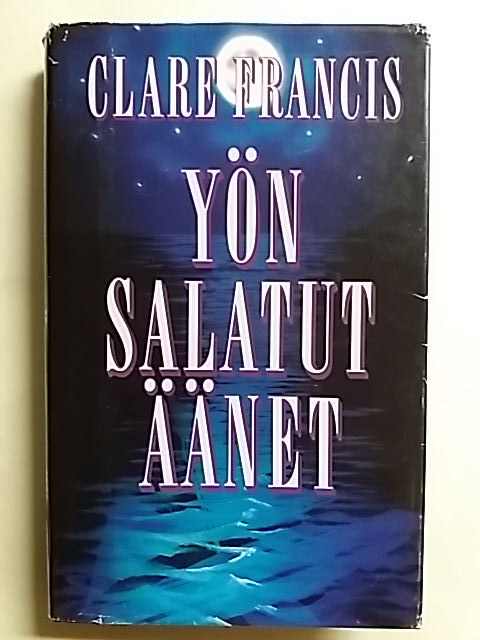 CLARE FRANCIS
YÖN
SALATUT
ÄÄNET